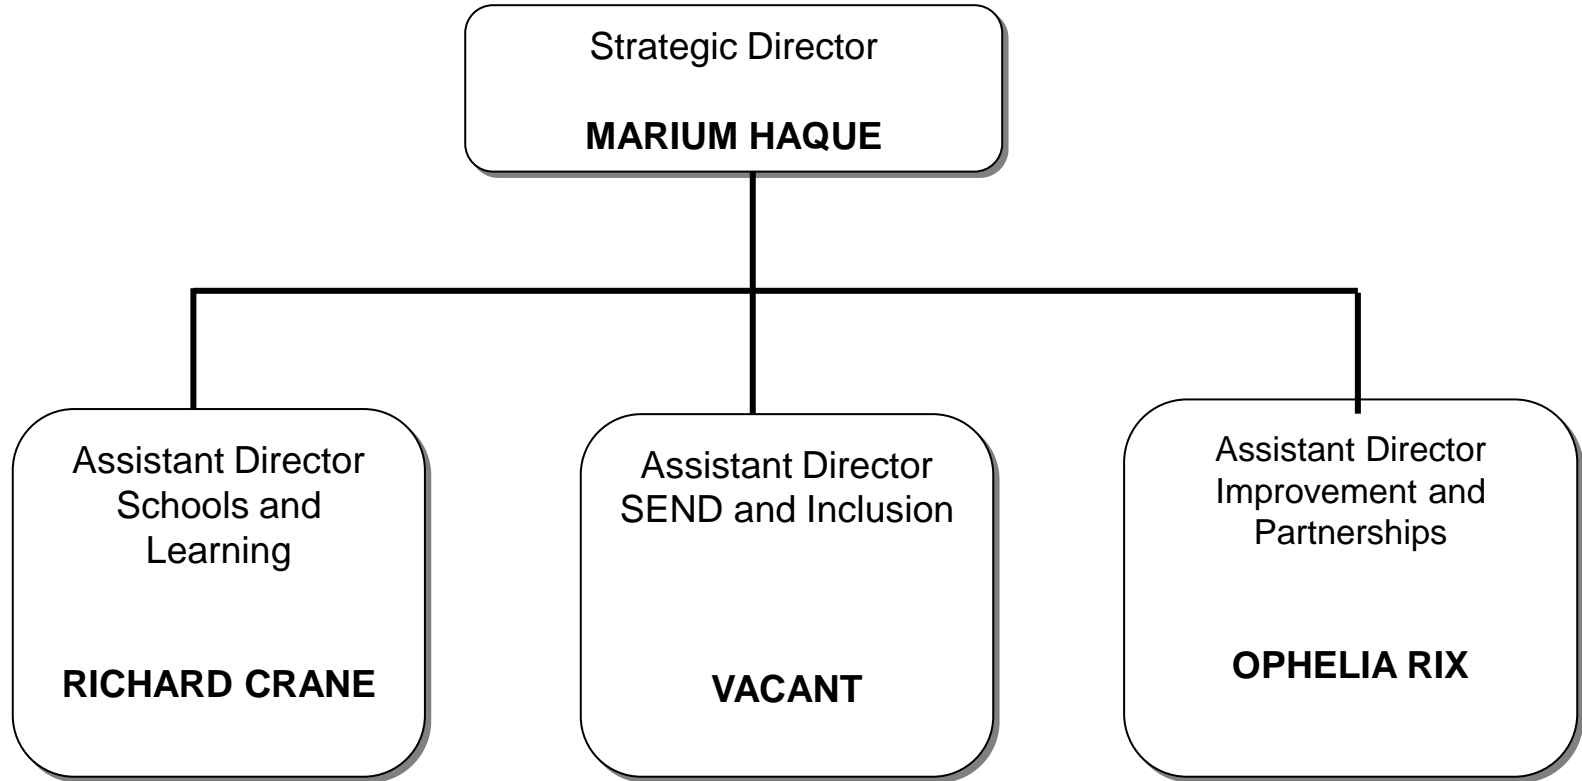 Strategic Director
MARIUM HAQUE
Assistant Director
Schools and
Learning
RICHARD CRANE
Assistant Director
SEND and Inclusion
VACANT
Assistant Director
Improvement and
Partnerships
OPHELIA RIX